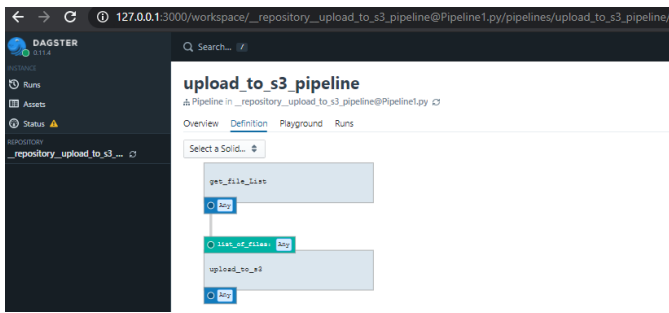 127.0.0.1:3000/workspace/__repository__upload_to_s3_pipeline@Pipeline1.py/pipelines/upload_to_s3_pipeline/
DAGSTER
0.11.4
Search... /
INSTANCE
Runs
Assets
Status
REPOSITORY
__repository__upload_to_s3_...
upload_to_s3_pipeline
Pipeline in __repository__upload_to_s3_pipeline@Pipeline1.py
Overview Definition Playground Runs
Select a Solid...
get_file_list
Any
list_of_files: Any
upload_to_s3
Any